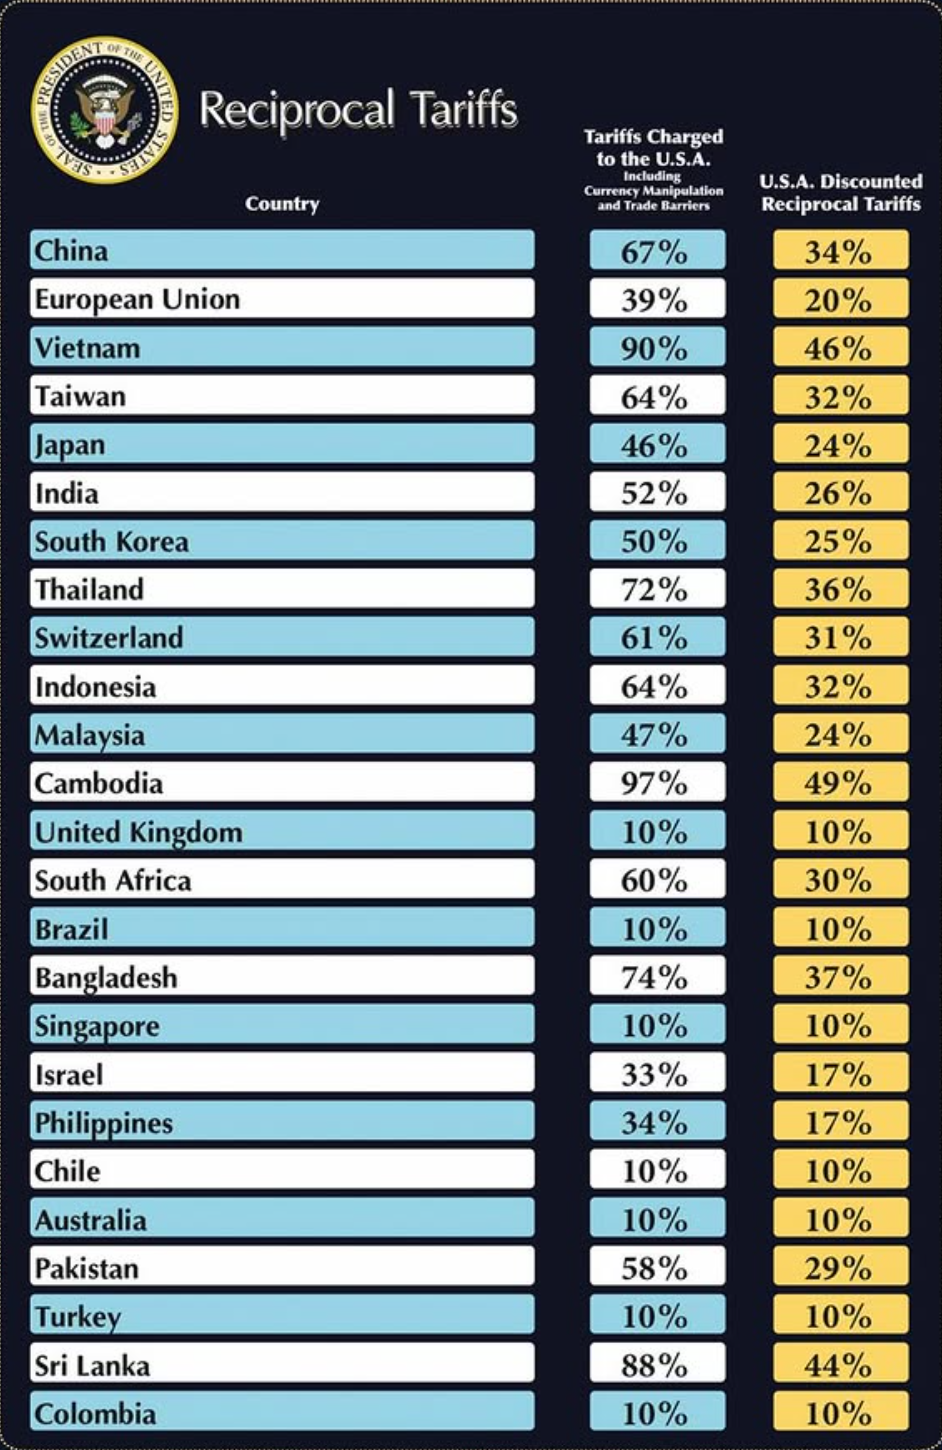 SEAL OF THE PRESIDENT OF THE UNITED STATES
Reciprocal Tariffs
Country
Tariffs Charged
to the U.S.A.
Including
Currency Manipulation
and Trade Barriers
U.S.A. Discounted
Reciprocal Tariffs
China 67% 34%
European Union 39% 20%
Vietnam 90% 46%
Taiwan 64% 32%
Japan 46% 24%
India 52% 26%
South Korea 50% 25%
Thailand 72% 36%
Switzerland 61% 31%
Indonesia 64% 32%
Malaysia 47% 24%
Cambodia 97% 49%
United Kingdom 10% 10%
South Africa 60% 30%
Brazil 10% 10%
Bangladesh 74% 37%
Singapore 10% 10%
Israel 33% 17%
Philippines 34% 17%
Chile 10% 10%
Australia 10% 10%
Pakistan 58% 29%
Turkey 10% 10%
Sri Lanka 88% 44%
Colombia 10% 10%